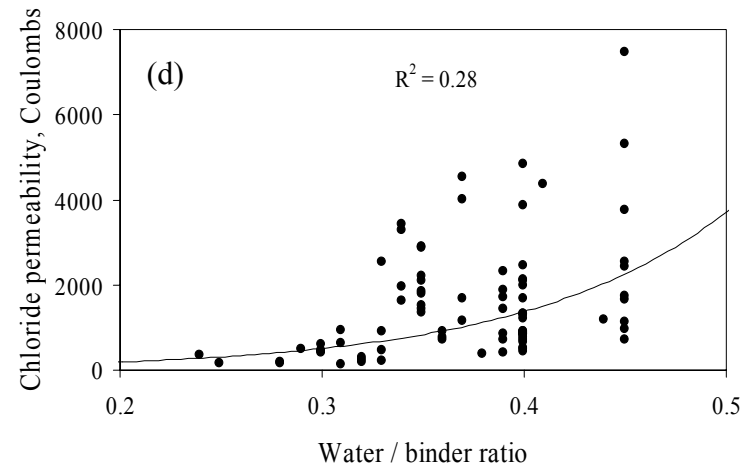 Chloride permeability, Coulombs
8000
6000
4000
2000
0
(d)
R² = 0.28
0.2 0.3 0.4 0.5
Water / binder ratio